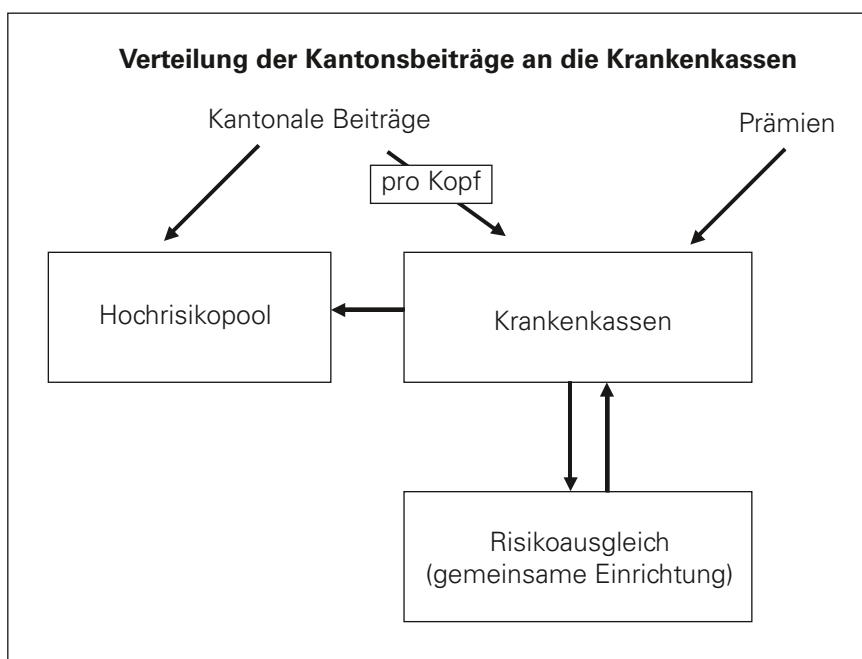 Verteilung der Kantonsbeiträge an die Krankenkassen
Kantonale Beiträge
Prämien
pro Kopf
Hochrisikopool
Krankenkassen
Risikoausgleich
(gemeinsame Einrichtung)